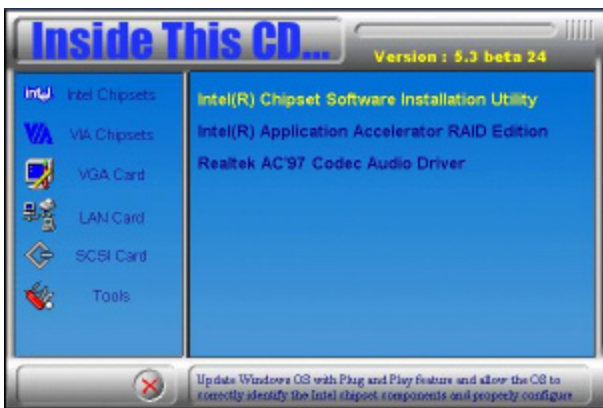 Inside This CD...
Version : 5.3 beta 24
intel
Intel Chipsets
VIA
VIA Chipsets
VGA Card
LAN Card
SCSI Card
Tools
Intel(R) Chipset Software Installation Utility
Intel(R) Application Accelerator RAID Edition
Realtek AC'97 Codec Audio Driver
Update Windows OS with Plug and Play feature and allow the OS to
correctly identify the Intel chipset components and properly configure